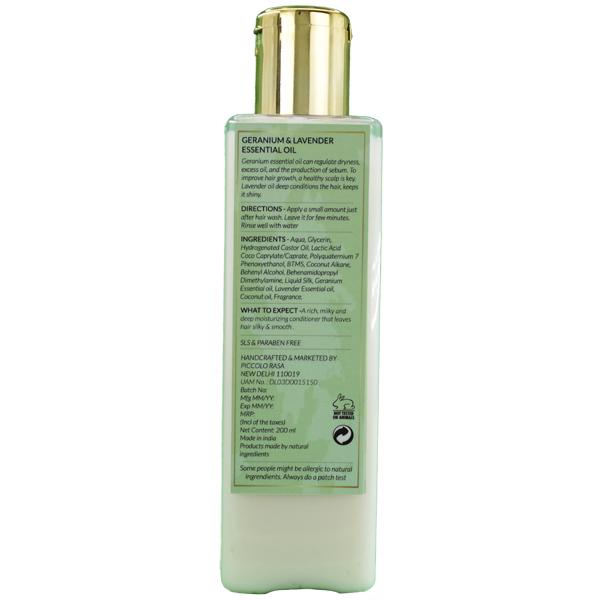 GERANIUM & LAVENDER
ESSENTIAL OIL
Geranium essential oil can regulate dryness,
excess oil, and the production of sebum. To
improve hair growth, a healthy scalp is key.
Lavender oil deep conditions the hair, keeps
it shiny.
DIRECTIONS - Apply a small amount just
after hair wash. Leave it for few minutes.
Rinse well with water
INGREDIENTS - Aqua, Glycerin,
Hydrogenated Castor Oil, Lactic Acid
Coco Caprylate/Caprate, Polyquaternium 7
Phenoxyethanol, BTMS, Coconut Alkane,
Behenyl Alcohol, Behenamidopropyl
Dimethylamine, Liquid Silk, Geranium
Essential oil, Lavender Essential oil,
Coconut oil, Fragrance.
WHAT TO EXPECT -A rich, milky and
deep moisturizing conditioner that leaves
hair silky & smooth .
SLS & PARABEN FREE
HANDCRAFTED & MARKETED BY
PICCOLO RASA
NEW DELHI 110019
UAM No.: DL03D0015150
Batch No:
Mfg MM/YY:
Exp MM/YY:
MRP:
(Incl of the taxes)
Net Content: 200 ml
Made in india
Products made by natural
ingredients
NOT TESTED
ON ANIMALS
Some people might be allergic to natural
ingredients. Always do a patch test